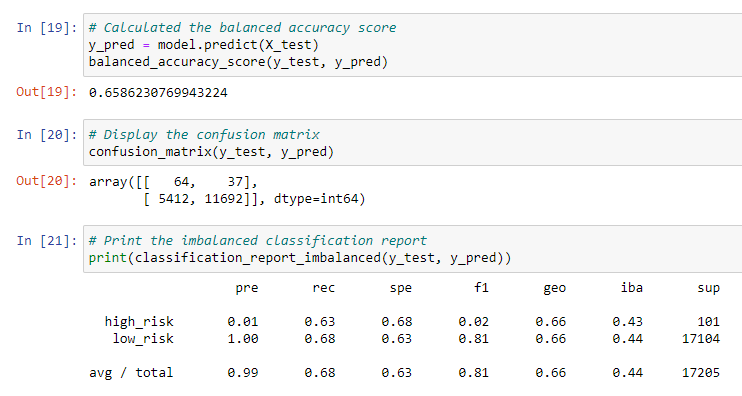 In [19]: # Calculated the balanced accuracy score
y_pred = model.predict(X_test)
balanced_accuracy_score(y_test, y_pred)
Out[19]: 0.6586230769943224
In [20]: # Display the confusion matrix
confusion_matrix(y_test, y_pred)
Out[20]: array([[   64,    37],
       [ 5412, 11692]], dtype=int64)
In [21]: # Print the imbalanced classification report
print(classification_report_imbalanced(y_test, y_pred))
pre rec spe f1 geo iba sup
high_risk 0.01 0.63 0.68 0.02 0.66 0.43 101
low_risk 1.00 0.68 0.63 0.81 0.66 0.44 17104
avg / total 0.99 0.68 0.63 0.81 0.66 0.44 17205